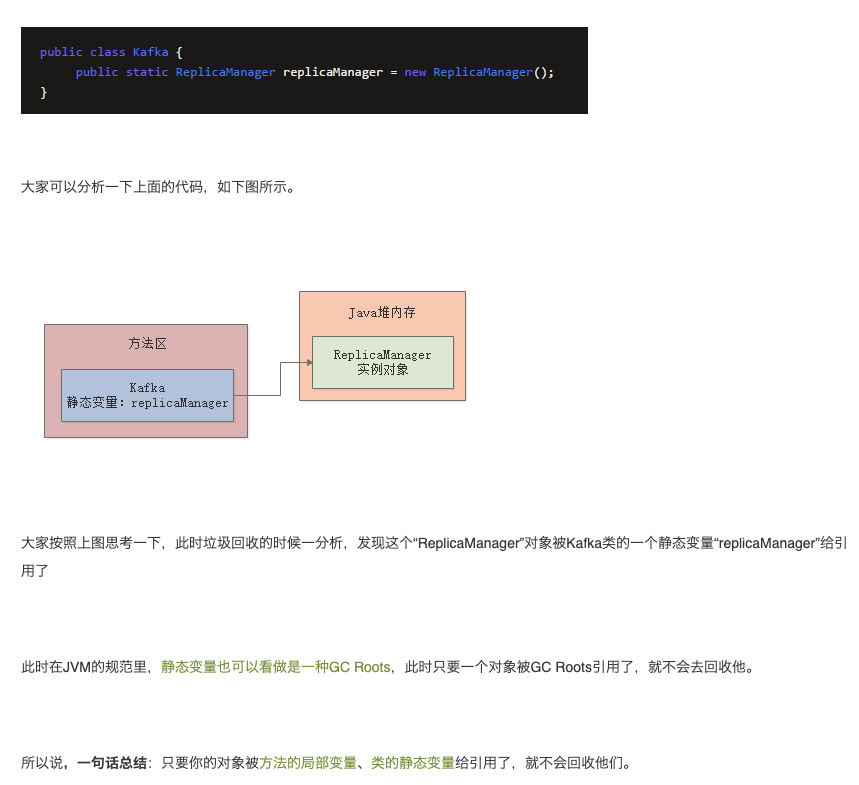 public class Kafka {
public static ReplicaManager replicaManager = new ReplicaManager();
}
大家可以分析一下上面的代码，如下图所示。
Java堆内存
方法区
ReplicaManager
实例对象
Kafka
静态变量：replicaManager
大家按照上图思考一下，此时垃圾回收的时候一分析，发现这个“ReplicaManager”对象被Kafka类的一个静态变量“replicaManager”给引
用了
此时在JVM的规范里，静态变量也可以看做是一种GC Roots，此时只要一个对象被GC Roots引用了，就不会去回收他。
所以说，一句话总结：只要你的对象被方法的局部变量、类的静态变量给引用了，就不会回收他们。